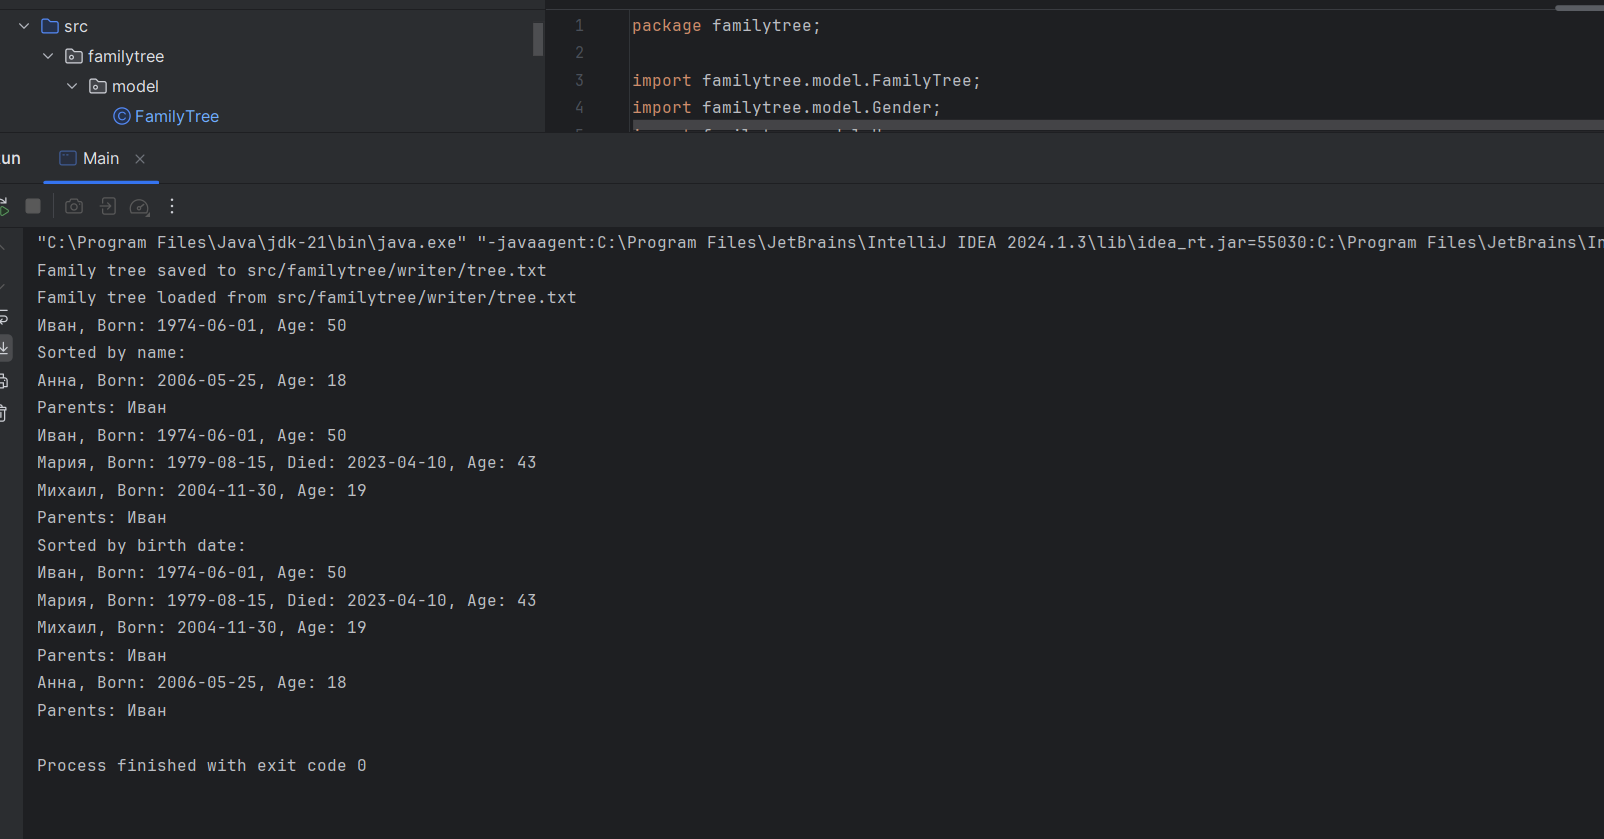 src
familytree
model
FamilyTree
1 package familytree;
2
3 import familytree.model.FamilyTree;
4 import familytree.model.Gender;
5
un
Main
"C:\Program Files\Java\jdk-21\bin\java.exe" "-javaagent:C:\Program Files\JetBrains\IntelliJ IDEA 2024.1.3\lib\idea_rt.jar=55030:C:\Program Files\JetBrains\In
Family tree saved to src/familytree/writer/tree.txt
Family tree loaded from src/familytree/writer/tree.txt
Иван, Born: 1974-06-01, Age: 50
Sorted by name:
Анна, Born: 2006-05-25, Age: 18
Parents: Иван
Иван, Born: 1974-06-01, Age: 50
Мария, Born: 1979-08-15, Died: 2023-04-10, Age: 43
Михаил, Born: 2004-11-30, Age: 19
Parents: Иван
Sorted by birth date:
Иван, Born: 1974-06-01, Age: 50
Мария, Born: 1979-08-15, Died: 2023-04-10, Age: 43
Михаил, Born: 2004-11-30, Age: 19
Parents: Иван
Анна, Born: 2006-05-25, Age: 18
Parents: Иван
Process finished with exit code 0